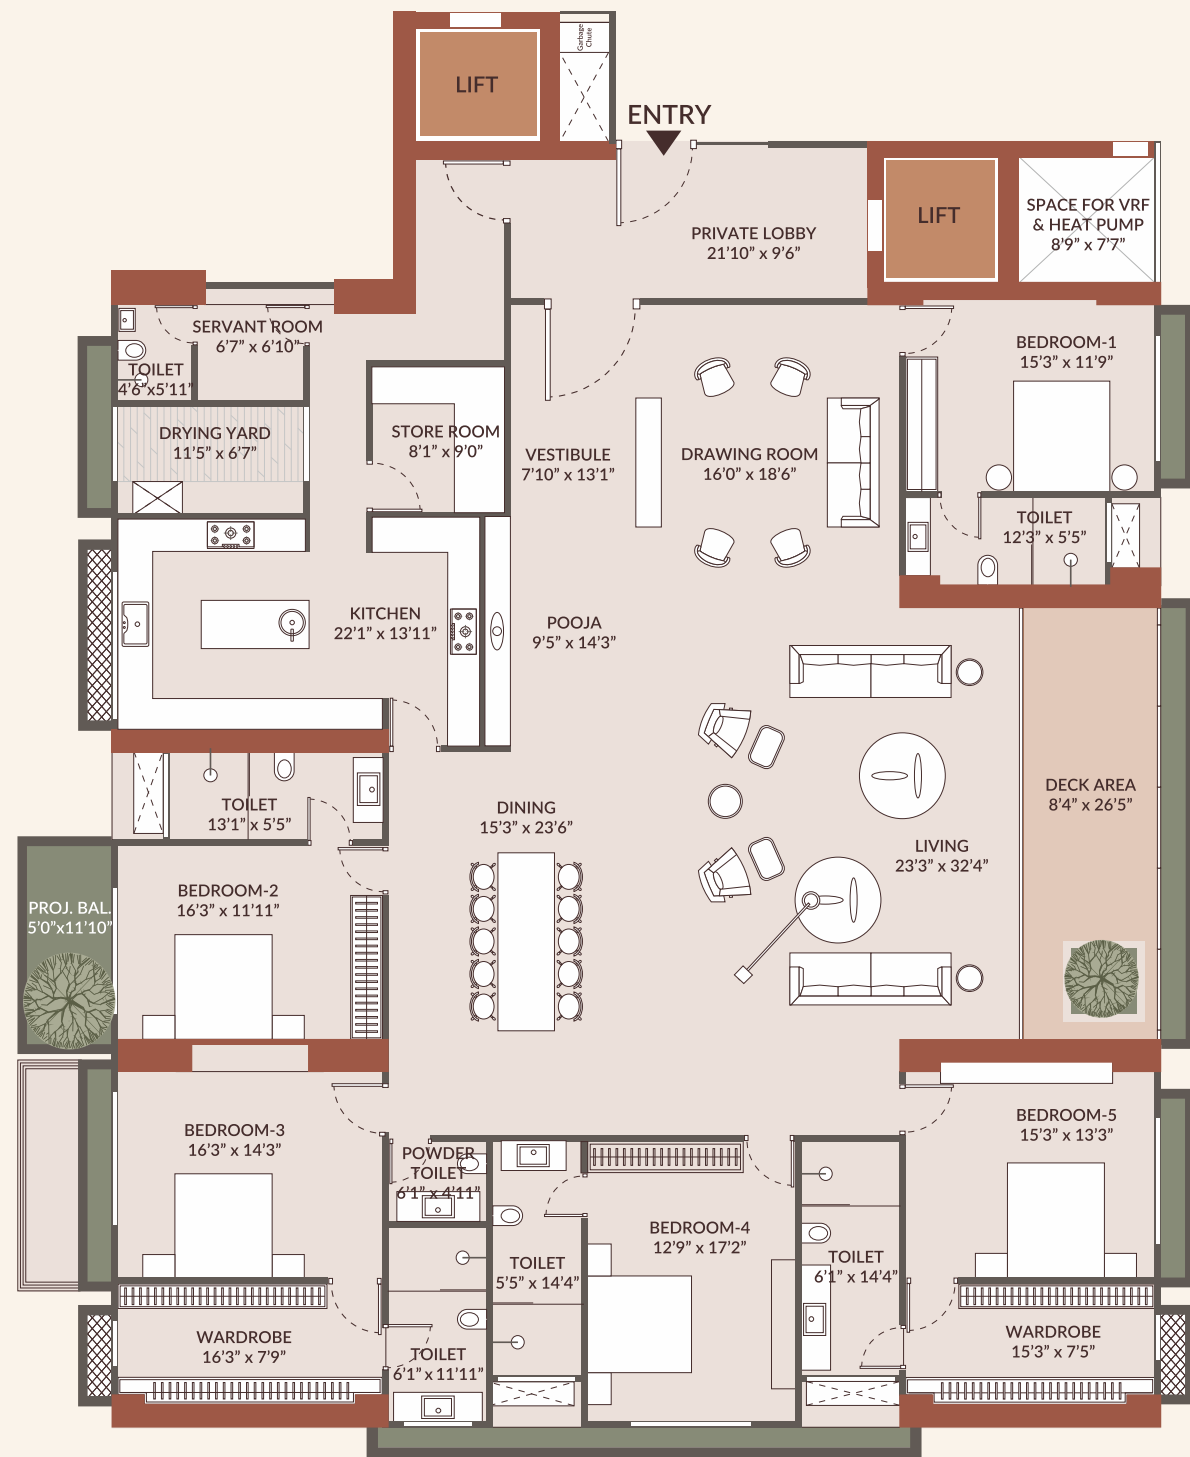 Garbage
Chute
LIFT
ENTRY
PRIVATE LOBBY
21’10” x 9’6”
LIFT
SPACE FOR VRF
& HEAT PUMP
8’9” x 7’7”
SERVANT ROOM
6’7” x 6’10”
TOILET
4’6”x5’11”
BEDROOM-1
15’3” x 11’9”
DRYING YARD
11’5” x 6’7”
STORE ROOM
8’1” x 9’0”
VESTIBULE
7’10” x 13’1”
DRAWING ROOM
16’0” x 18’6”
TOILET
12’3” x 5’5”
KITCHEN
22’1” x 13’11”
POOJA
9’5” x 14’3”
DECK AREA
8’4” x 26’5”
TOILET
13’1” x 5’5”
DINING
15’3” x 23’6”
LIVING
23’3” x 32’4”
BEDROOM-2
16’3” x 11’11”
PROJ. BAL.
5’0”x11’10”
BEDROOM-3
16’3” x 14’3”
BEDROOM-5
15’3” x 13’3”
POWDER
TOILET
6’1” x 4’11”
BEDROOM-4
12’9” x 17’2”
TOILET
5’5” x 14’4”
TOILET
6’1” x 14’4”
WARDROBE
16’3” x 7’9”
TOILET
6’1” x 11’11”
WARDROBE
15’3” x 7’5”